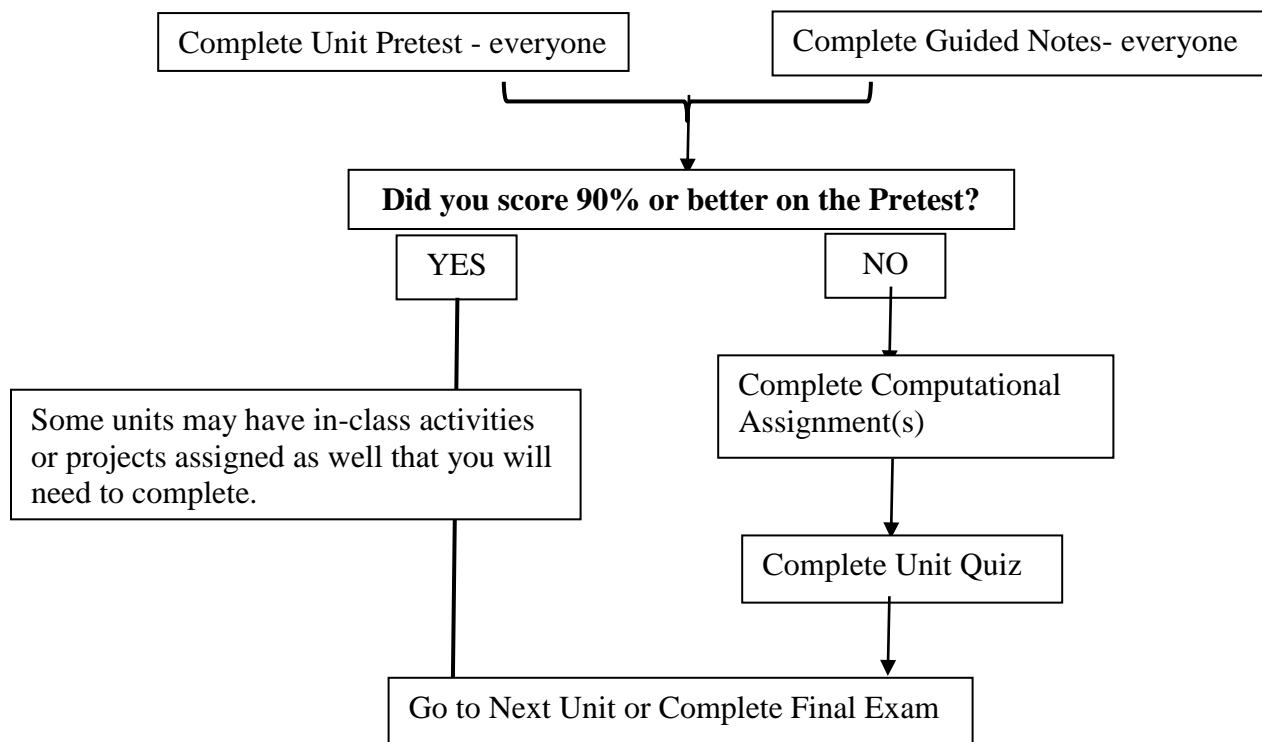 Complete Unit Pretest - everyone
Complete Guided Notes- everyone
Did you score 90% or better on the Pretest?
YES
NO
Some units may have in-class activities
or projects assigned as well that you will
need to complete.
Complete Computational
Assignment(s)
Complete Unit Quiz
Go to Next Unit or Complete Final Exam